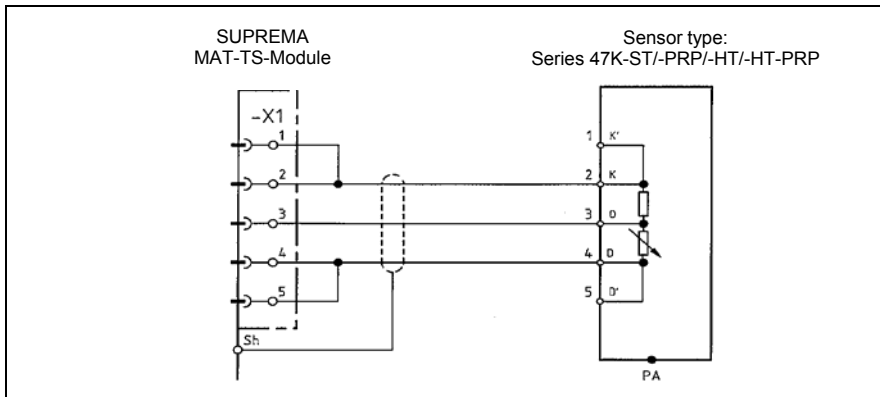 SUPREMA
MAT-TS-Module
Sensor type:
Series 47K-ST/-PRP/-HT/-HT-PRP
-X1
1
2
3
4
5
Sh
1 K'
2 K
3 D
4 D
5 D'
PA